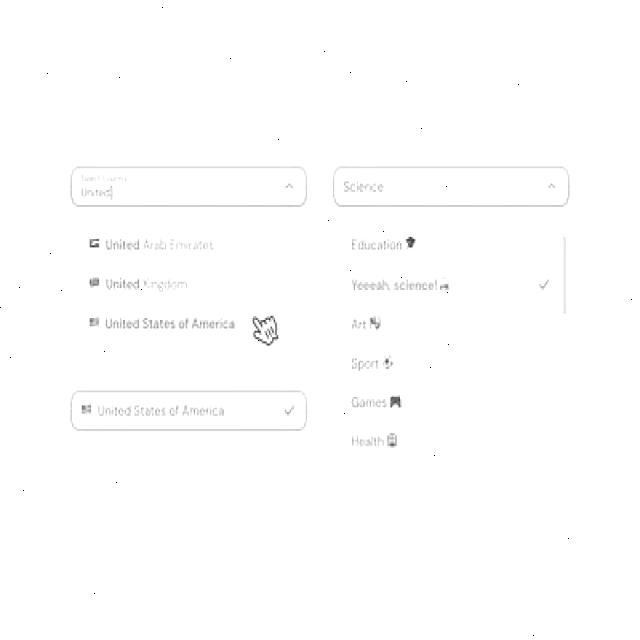 United
United Arab Emirates
United Kingdom
United States of America
United States of America
Science
Education
Yeeeah, science!
Art
Sport
Games
Health